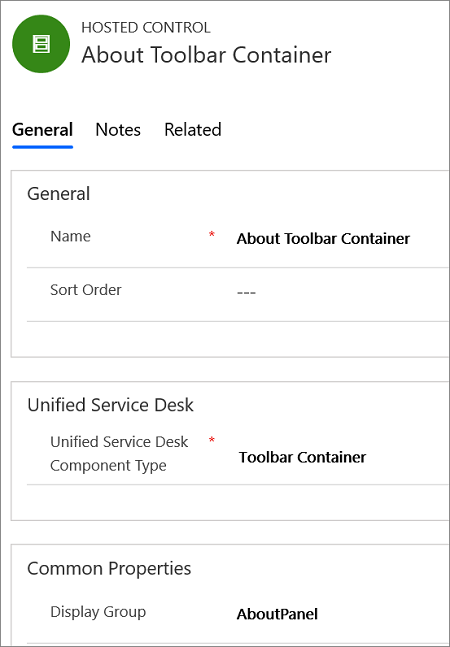 HOSTED CONTROL
About Toolbar Container
General Notes Related
General
Name * About Toolbar Container
Sort Order ---
Unified Service Desk
Unified Service Desk * Toolbar Container
Component Type
Common Properties
Display Group AboutPanel